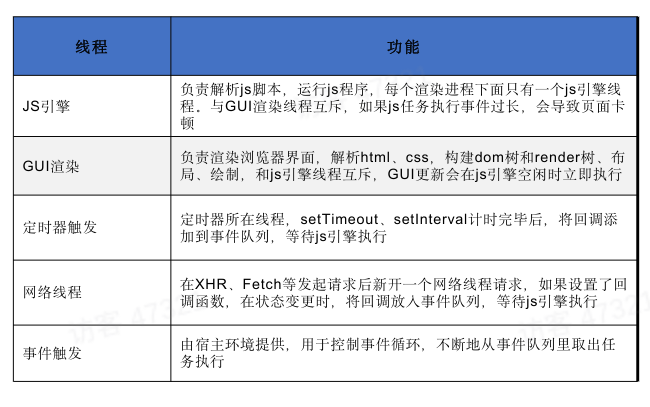 线程
功能
JS引擎
负责解析js脚本，运行js程序，每个渲染进程下面只有一个js引擎线
程。与GUI渲染线程互斥，如果js任务执行事件过长，会导致页面卡
顿
GUI渲染
负责渲染浏览器界面，解析html、css，构建dom树和render树、布
局、绘制，和js引擎线程互斥，GUI更新会在js引擎空闲时立即执行
定时器触发
定时器所在线程，setTimeout、setInterval计时完毕后，将回调添
加到事件队列，等待js引擎执行
网络线程
在XHR、Fetch等发起请求后新开一个网络线程请求，如果设置了回
调函数，在状态变更时，将回调放入事件队列，等待js引擎执行
事件触发
由宿主环境提供，用于控制事件循环，不断地从事件队列里取出任
务执行